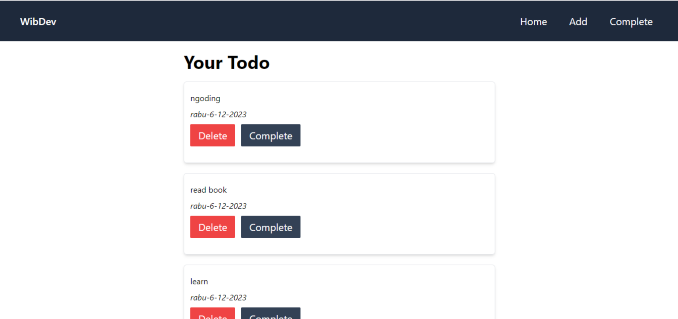 WibDev Home Add Complete
Your Todo
ngoding
rabu-6-12-2023
Delete Complete
read book
rabu-6-12-2023
Delete Complete
learn
rabu-6-12-2023
Delete Complete